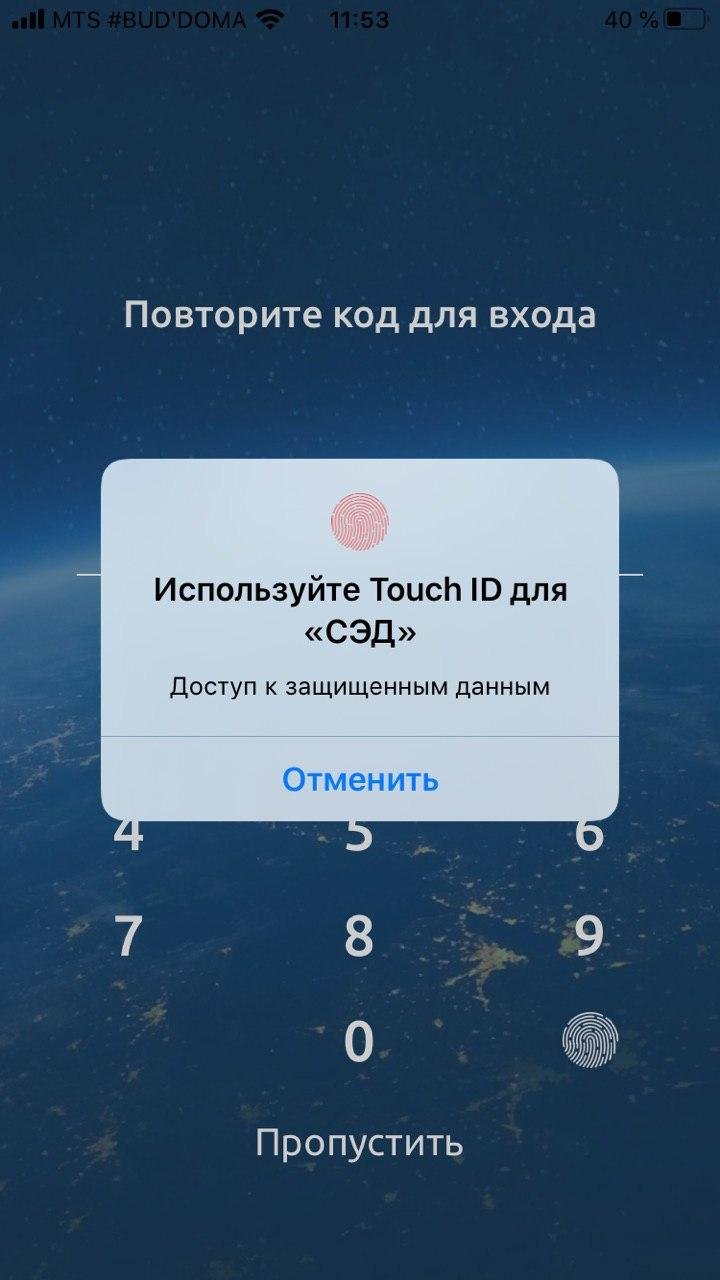 MTS #BUD'DOMA 11:53 40 %
Повторите код для входа
Используйте Touch ID для
«СЭД»
Доступ к защищенным данным
Отменить
4 5 6
7 8 9
0
Пропустить